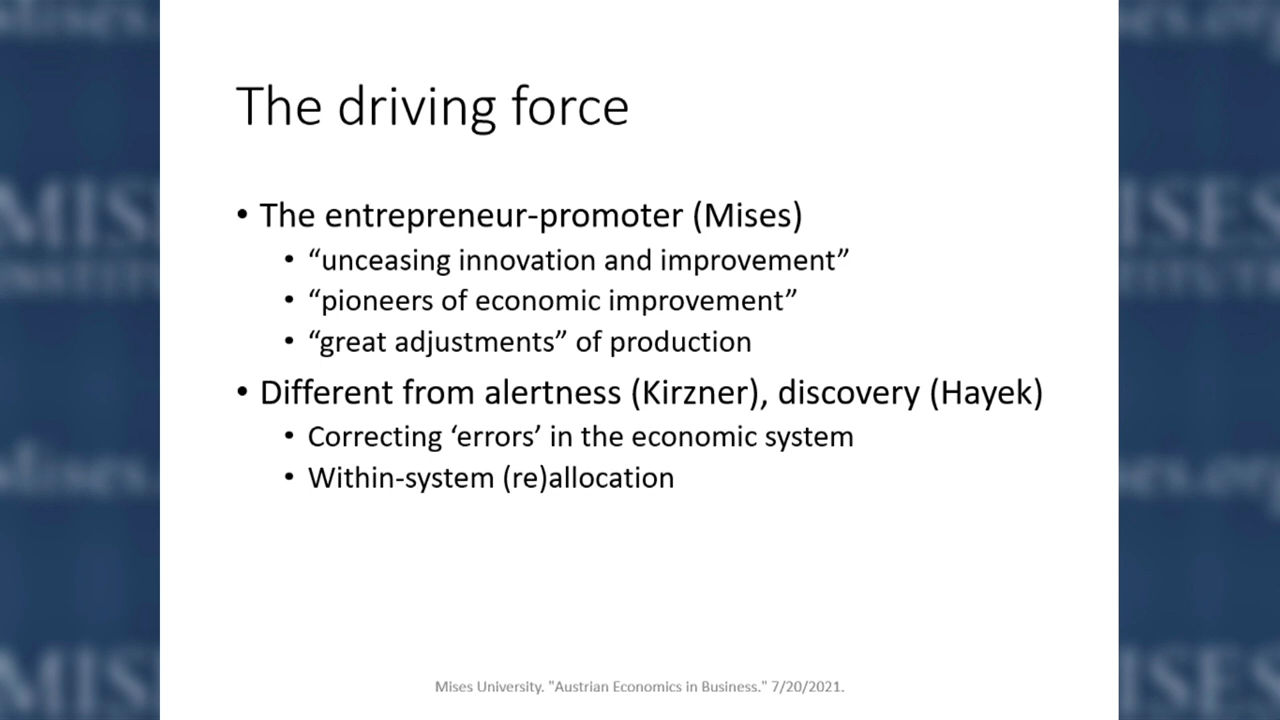 The driving force
• The entrepreneur-promoter (Mises)
• “unceasing innovation and improvement”
• “pioneers of economic improvement”
• “great adjustments” of production
• Different from alertness (Kirzner), discovery (Hayek)
• Correcting ‘errors’ in the economic system
• Within-system (re)allocation
Mises University. "Austrian Economics in Business." 7/20/2021.